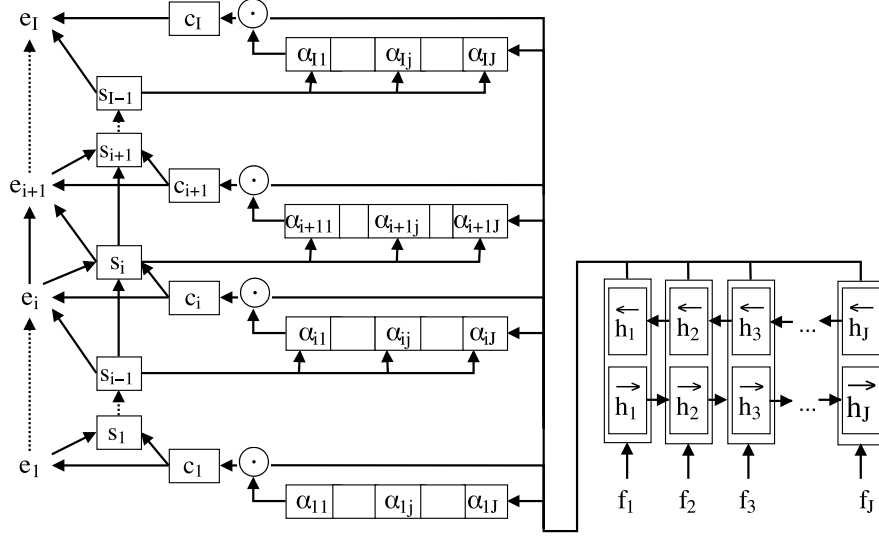 e_I c_I ⊙
α_I1 α_Ij α_IJ
s_I−1
s_i+1
e_i+1 c_i+1 ⊙
α_i+11 α_i+1j α_i+1J
s_i
e_i c_i ⊙
α_i1 α_ij α_iJ
s_i−1
s_1
e_1 c_1 ⊙
α_11 α_1j α_1J
←h_1 ←h_2 ←h_3 ... ←h_J
→h_1 →h_2 →h_3 ... →h_J
f_1 f_2 f_3 f_J